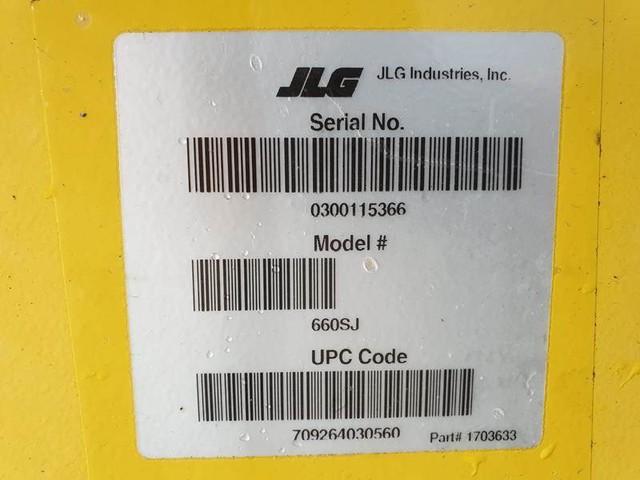 JLG JLG Industries, Inc.
Serial No.
0300115366
Model #
660SJ
UPC Code
709264030560
Part# 1703633